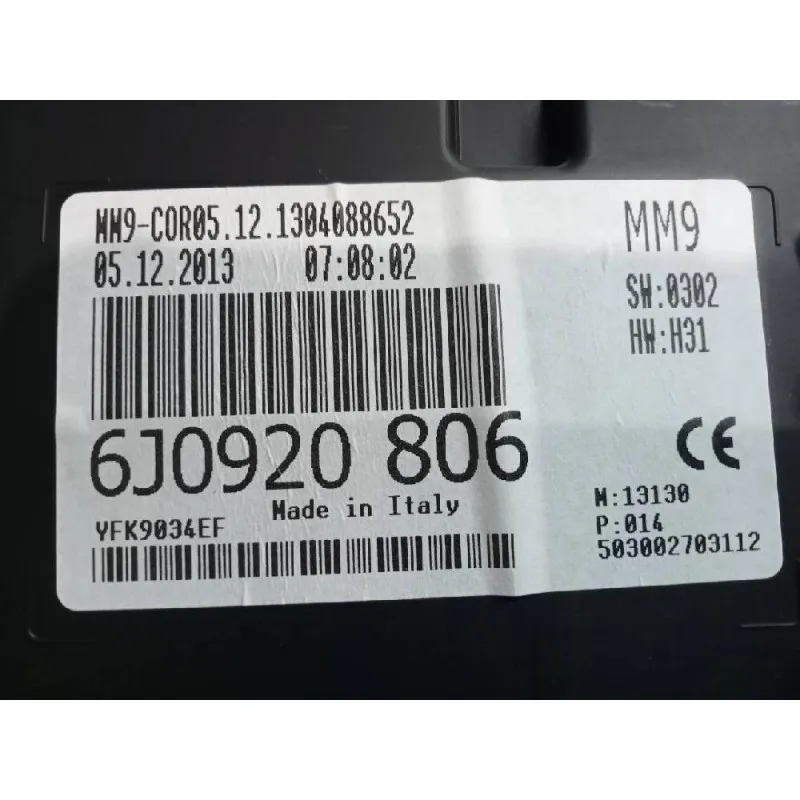 MM9-COR05.12.1304088652
05.12.2013 07:08:02
MM9
SW:0302
HW:H31
6J0920 806
CE
Made in Italy
YFK9034EF
M:13130
P:014
503002703112